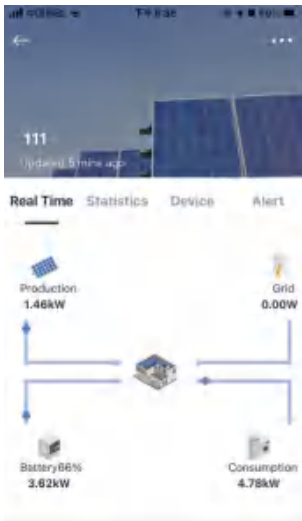 111
Updated 5 mins ago
Real Time Statistics Device Alert
Production Grid
1.46kW 0.00W
Battery66% Consumption
3.62kW 4.78kW